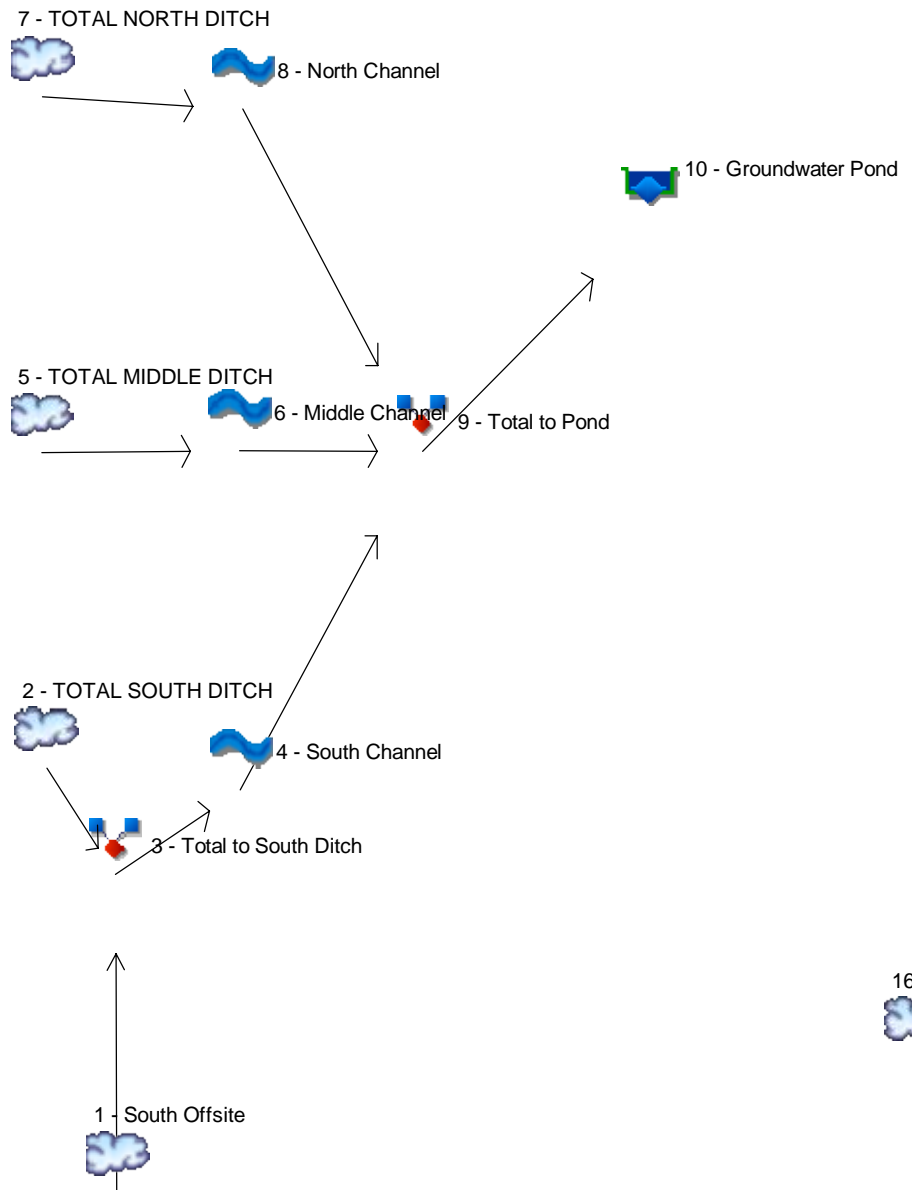 7 - TOTAL NORTH DITCH
8 - North Channel
10 - Groundwater Pond
5 - TOTAL MIDDLE DITCH
6 - Middle Channel
9 - Total to Pond
2 - TOTAL SOUTH DITCH
4 - South Channel
3 - Total to South Ditch
16
1 - South Offsite